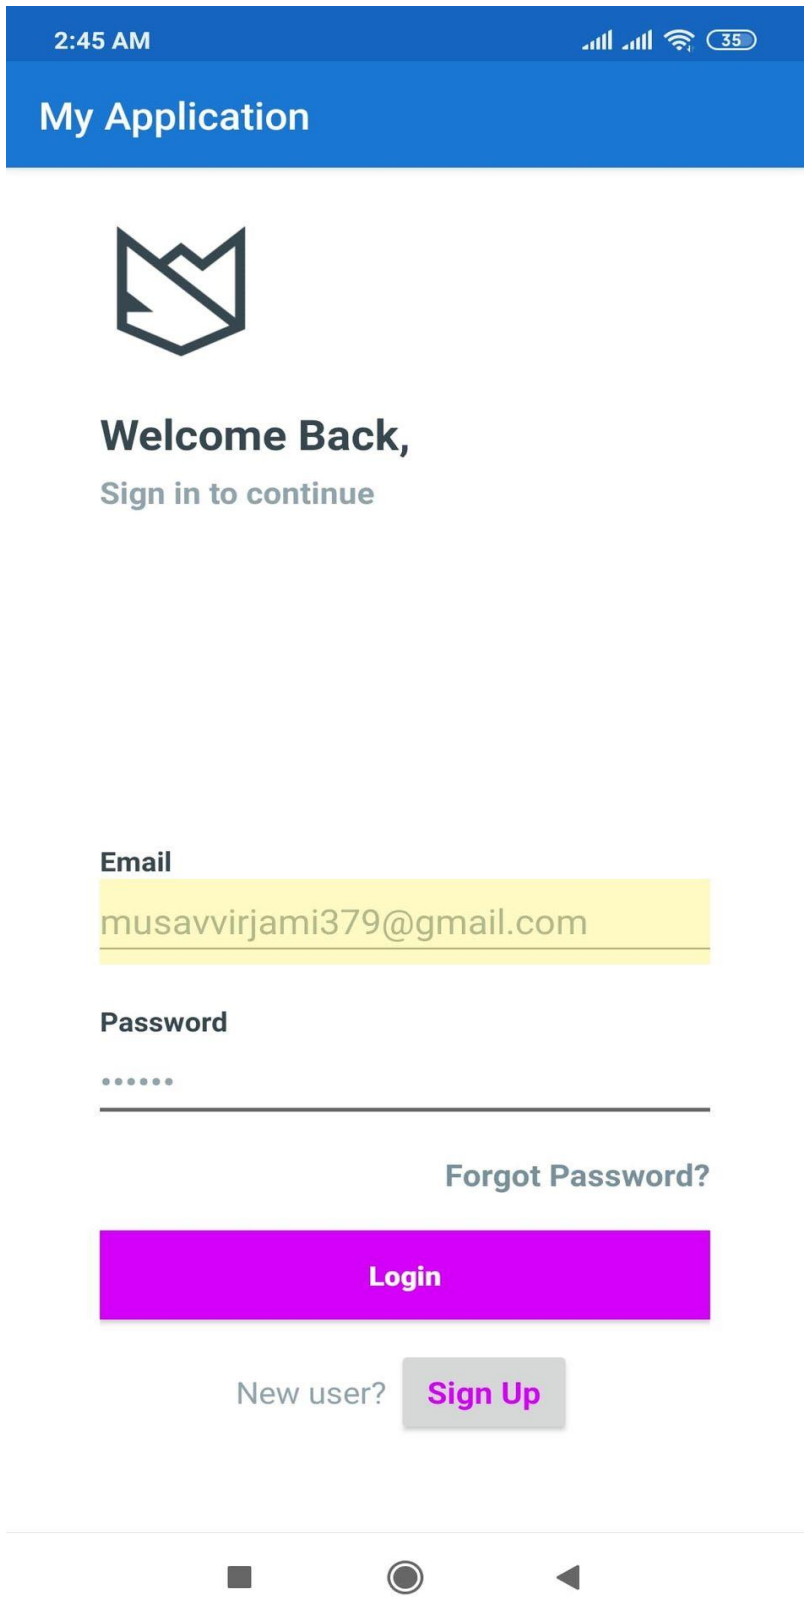 2:45 AM 35
My Application
Welcome Back,
Sign in to continue
Email
musavvirjami379@gmail.com
Password
••••••
Forgot Password?
Login
New user? Sign Up